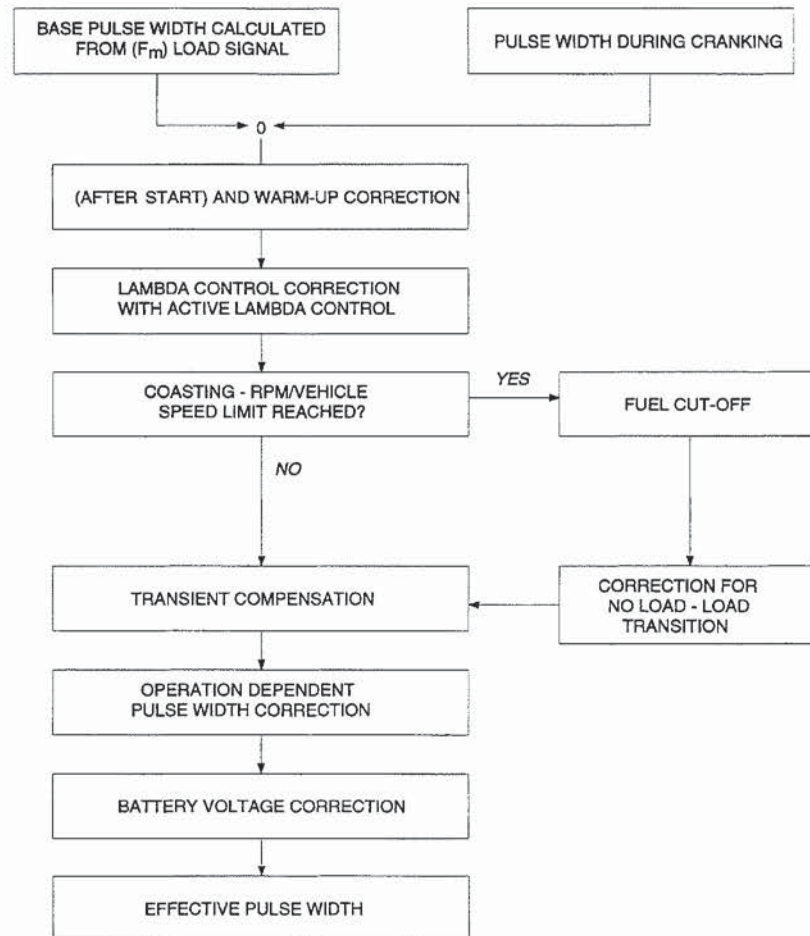 BASE PULSE WIDTH CALCULATED
FROM (Fm) LOAD SIGNAL
PULSE WIDTH DURING CRANKING
0
(AFTER START) AND WARM-UP CORRECTION
LAMBDA CONTROL CORRECTION
WITH ACTIVE LAMBDA CONTROL
COASTING - RPM/VEHICLE
SPEED LIMIT REACHED?
YES
FUEL CUT-OFF
NO
TRANSIENT COMPENSATION
CORRECTION FOR
NO LOAD - LOAD
TRANSITION
OPERATION DEPENDENT
PULSE WIDTH CORRECTION
BATTERY VOLTAGE CORRECTION
EFFECTIVE PULSE WIDTH